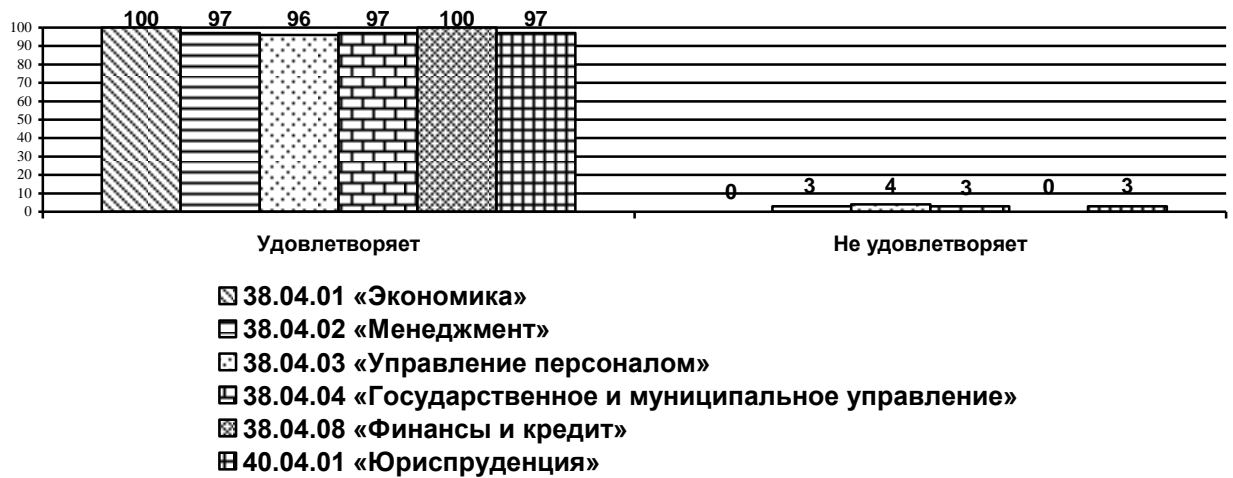 100 97 96 97 100 97
100
90
80
70
60
50
40
30
20
10
0
0 3 4 3 0 3
Удовлетворяет Не удовлетворяет
38.04.01 «Экономика»
38.04.02 «Менеджмент»
38.04.03 «Управление персоналом»
38.04.04 «Государственное и муниципальное управление»
38.04.08 «Финансы и кредит»
40.04.01 «Юриспруденция»